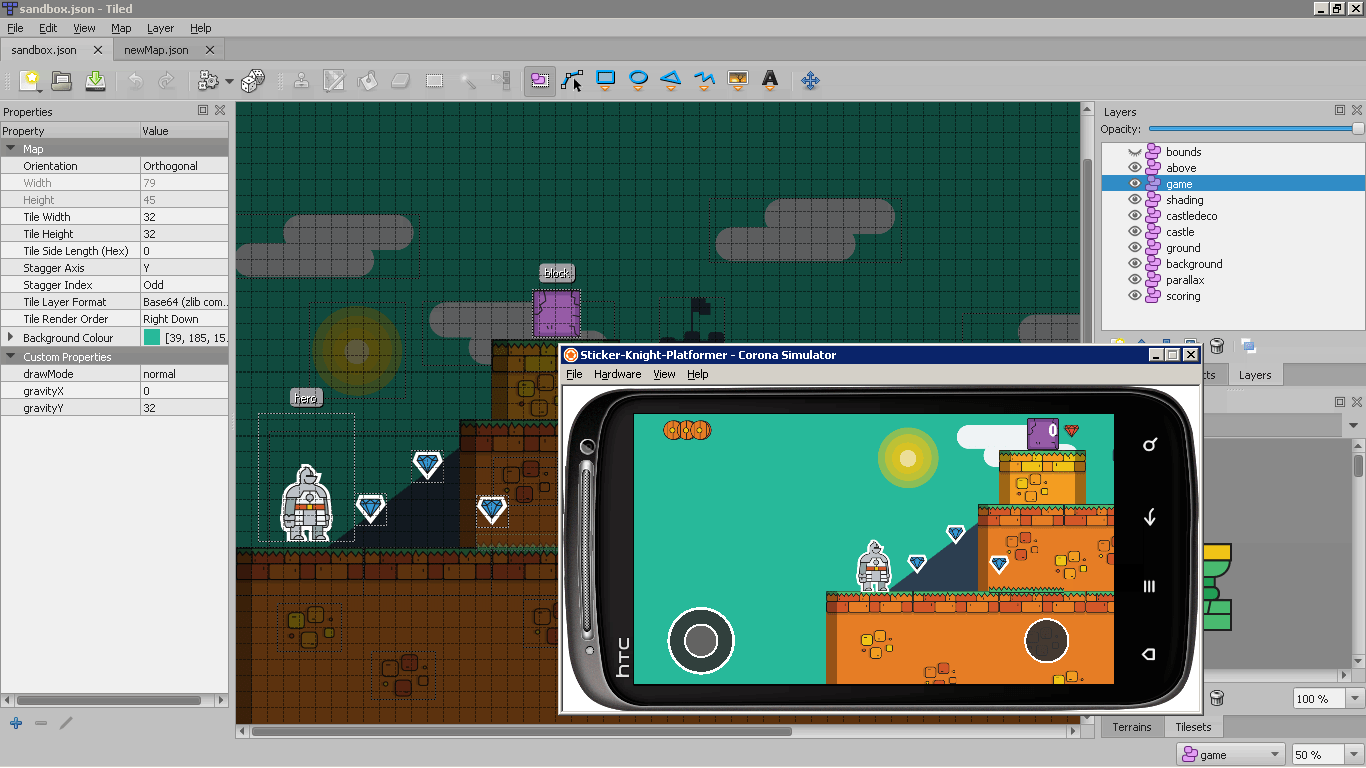 sandbox.json - Tiled
File Edit View Map Layer Help
sandbox.json newMap.json
A
Properties
Property Value
Map
Orientation Orthogonal
Width 79
Height 45
Tile Width 32
Tile Height 32
Tile Side Length (Hex) 0
Stagger Axis Y
Stagger Index Odd
Tile Layer Format Base64 (zlib com...
Tile Render Order Right Down
Background Colour [39, 185, 15...
Custom Properties
drawMode normal
gravityX 0
gravityY 32
block
hero
Sticker-Knight-Platformer - Corona Simulator
File Hardware View Help
0
hTC
Layers
Opacity:
bounds
above
game
shading
castledeco
castle
ground
background
parallax
scoring
Layers
100 %
Terrains Tilesets
game 50 %